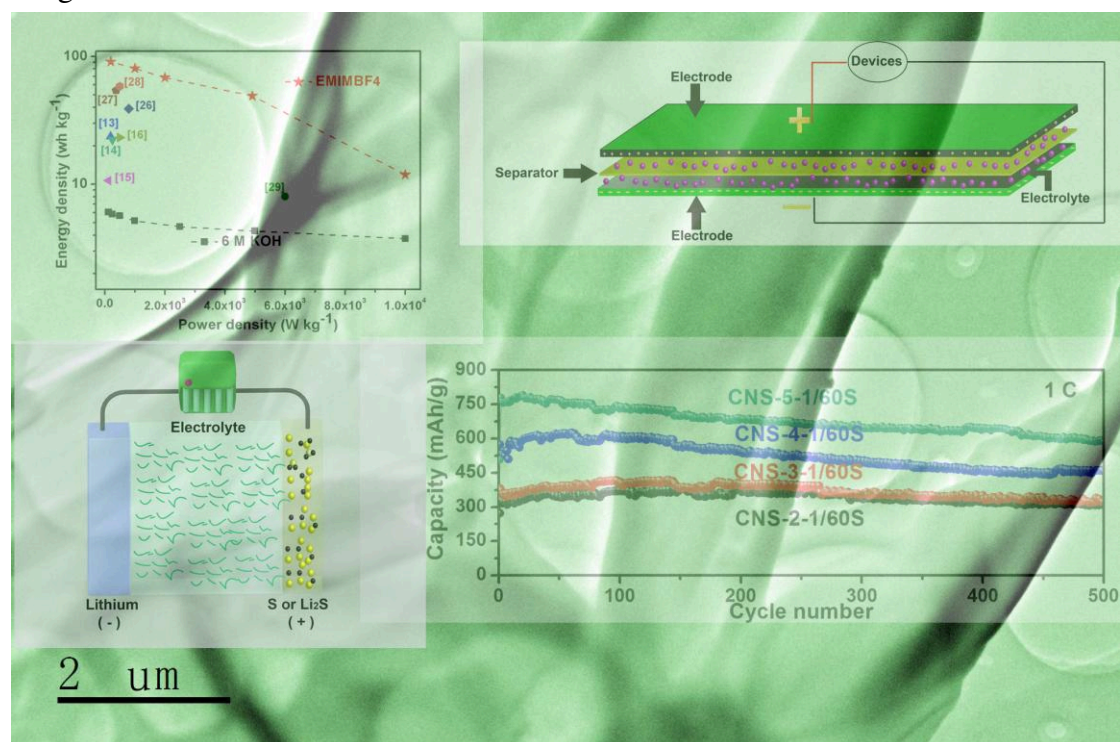 100
10
Energy density (wh kg-1)
EMIMBF4
[28]
[27]
[26]
[13]
[16]
[14]
[15]
[29]
6 M KOH
0.0 2.0x10³ 4.0x10³ 6.0x10³ 8.0x10³ 1.0x10⁴
Power density (W kg-1)
Devices
Electrode
+
Separator
Electrolyte
−
Electrode
Electrolyte
Lithium
( - )
S or Li₂S
( + )
900
750
600
450
300
150
0
Capacity (mAh/g)
1 C
CNS-5-1/60S
CNS-4-1/60S
CNS-3-1/60S
CNS-2-1/60S
0 100 200 300 400 500
Cycle number
2 um